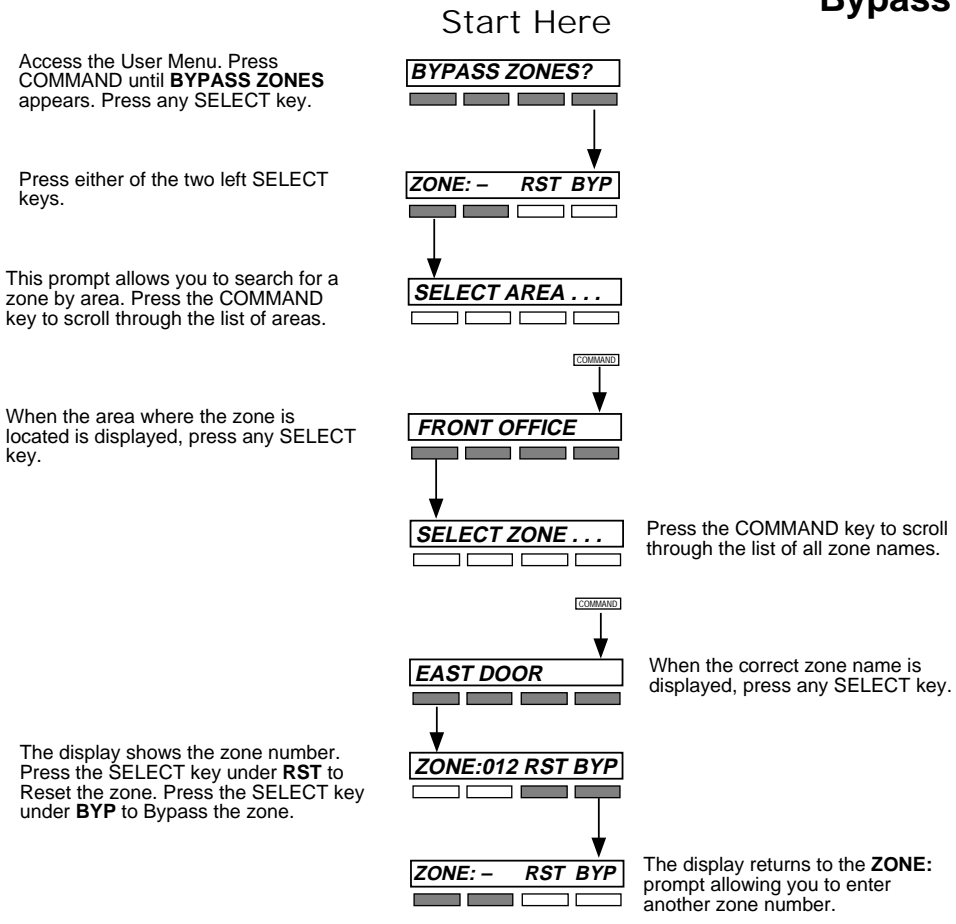 Bypass
Start Here
Access the User Menu. Press
COMMAND until BYPASS ZONES
appears. Press any SELECT key.
BYPASS ZONES?
Press either of the two left SELECT
keys.
ZONE: – RST BYP
This prompt allows you to search for a
zone by area. Press the COMMAND
key to scroll through the list of areas.
SELECT AREA . . .
COMMAND
When the area where the zone is
located is displayed, press any SELECT
key.
FRONT OFFICE
SELECT ZONE . . .
Press the COMMAND key to scroll
through the list of all zone names.
COMMAND
EAST DOOR
When the correct zone name is
displayed, press any SELECT key.
The display shows the zone number.
Press the SELECT key under RST to
Reset the zone. Press the SELECT key
under BYP to Bypass the zone.
ZONE:012 RST BYP
ZONE: – RST BYP
The display returns to the ZONE:
prompt allowing you to enter
another zone number.